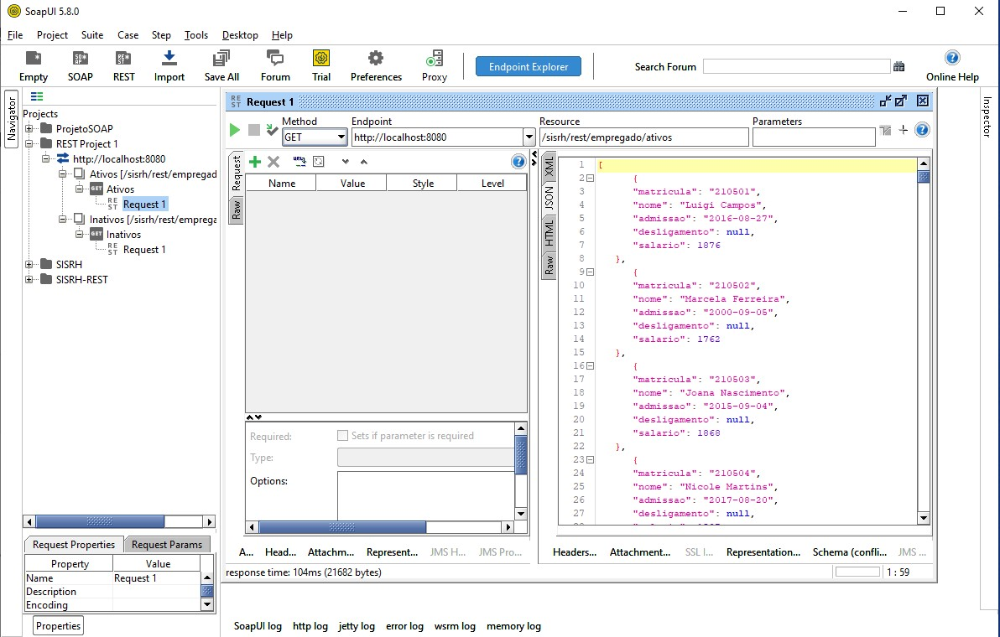 SoapUI 5.8.0
File Project Suite Case Step Tools Desktop Help
Empty SOAP REST Import Save All Forum Trial Preferences Proxy Endpoint Explorer Search Forum Online Help
Navigator
Inspector
Projects
ProjetoSOAP
REST Project 1
http://localhost:8080
Ativos [/sisrh/rest/empregad
GET Ativos
REST Request 1
Inativos [/sisrh/rest/emprega
GET Inativos
REST Request 1
SISRH
SISRH-REST
Request Properties Request Params
Property Value
Name Request 1
Description
Encoding
Properties
REST Request 1
Method Endpoint Resource Parameters
GET http://localhost:8080 /sisrh/rest/empregado/ativos
Request
Raw
Name Value Style Level
Required: Sets if parameter is required
Type:
Options:
A... Head... Attachm... Represent... JMS H... JMS Pro...
XML
JSON
HTML
Raw
1 [
2 {
3 "matricula": "210501",
4 "nome": "Luigi Campos",
5 "admissao": "2016-08-27",
6 "desligamento": null,
7 "salario": 1876
8 },
9 {
10 "matricula": "210502",
11 "nome": "Marcela Ferreira",
12 "admissao": "2000-09-05",
13 "desligamento": null,
14 "salario": 1762
15 },
16 {
17 "matricula": "210503",
18 "nome": "Joana Nascimento",
19 "admissao": "2015-09-04",
20 "desligamento": null,
21 "salario": 1868
22 },
23 {
24 "matricula": "210504",
25 "nome": "Nicole Martins",
26 "admissao": "2017-08-20",
27 "desligamento": null,
Headers... Attachment... SSL I... Representation... Schema (confli... JMS ...
response time: 104ms (21682 bytes) 1 : 59
SoapUI log http log jetty log error log wsrm log memory log